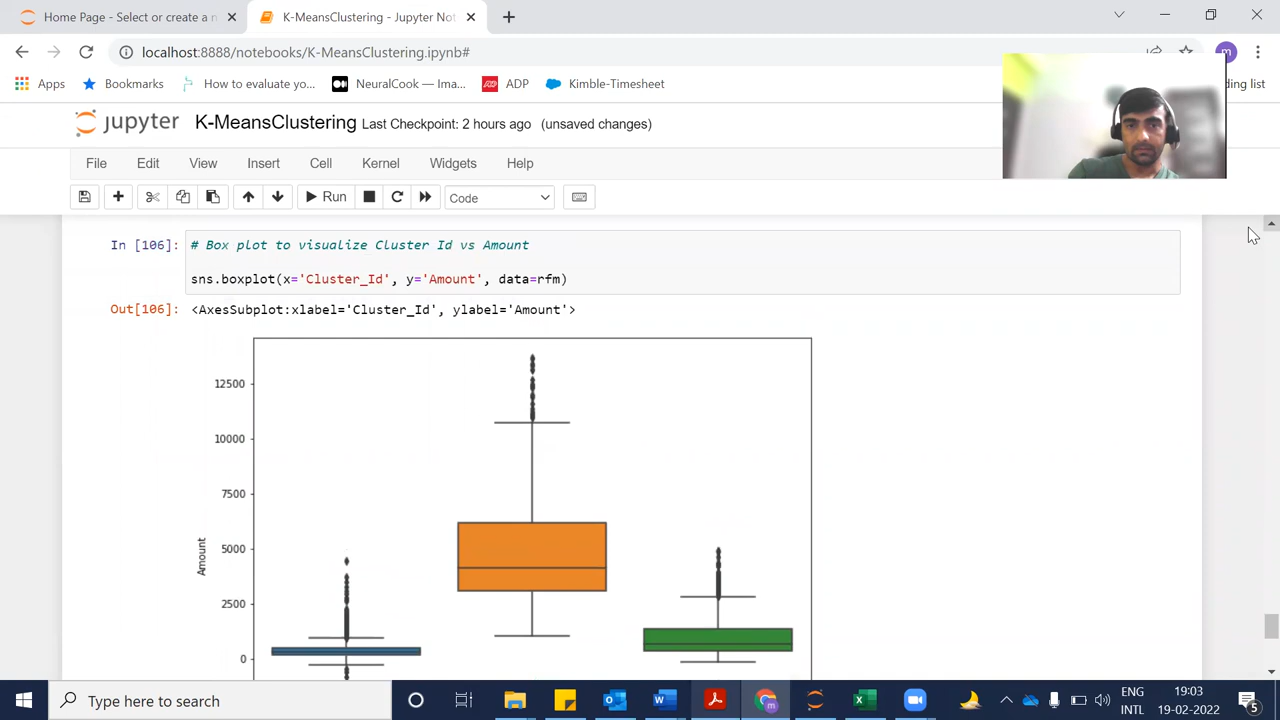 Home Page - Select or create a n
K-MeansClustering - Jupyter Not
localhost:8888/notebooks/K-MeansClustering.ipynb#
Apps
Bookmarks
How to evaluate yo...
NeuralCook — Ima...
ADP
Kimble-Timesheet
ding list
jupyter
K-MeansClustering Last Checkpoint: 2 hours ago (unsaved changes)
File
Edit
View
Insert
Cell
Kernel
Widgets
Help
Run
Code
In [106]:
# Box plot to visualize Cluster Id vs Amount
sns.boxplot(x='Cluster_Id', y='Amount', data=rfm)
Out[106]:
<AxesSubplot:xlabel='Cluster_Id', ylabel='Amount'>
12500
10000
7500
5000
2500
0
Amount
Type here to search
ENG
INTL
19:03
19-02-2022
5